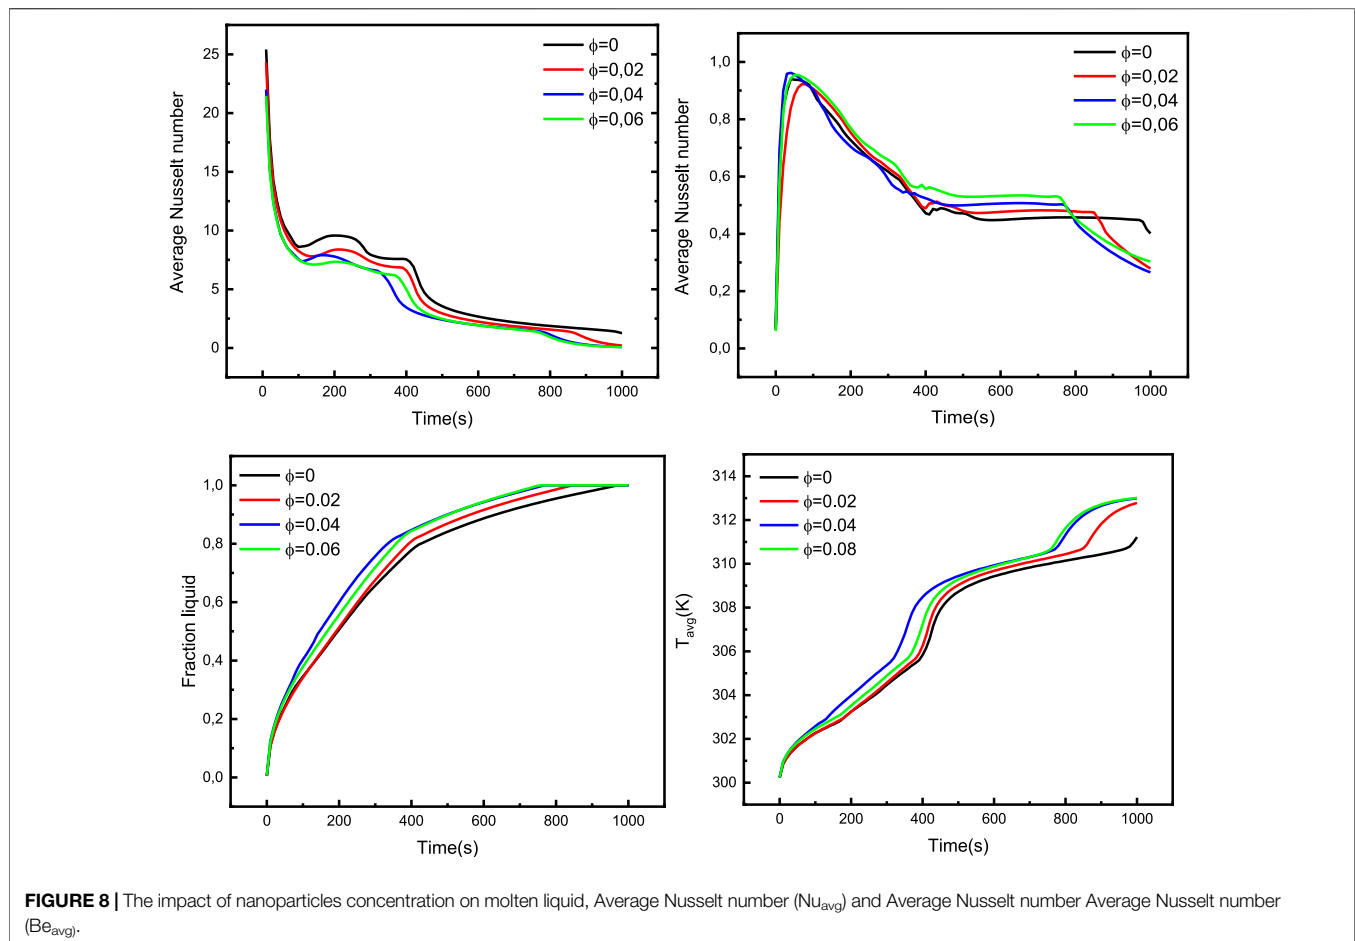 25
20
15
10
5
0
Average Nusselt number
ϕ=0
ϕ=0,02
ϕ=0,04
ϕ=0,06
0 200 400 600 800 1000
Time(s)
1,0
0,8
0,6
0,4
0,2
0,0
Average Nusselt number
ϕ=0
ϕ=0,02
ϕ=0,04
ϕ=0,06
0 200 400 600 800 1000
Time(s)
1,0
0,8
0,6
0,4
0,2
0,0
Fraction liquid
ϕ=0
ϕ=0.02
ϕ=0.04
ϕ=0.06
0 200 400 600 800 1000
Time(s)
314
312
310
308
306
304
302
300
Tavg(K)
ϕ=0
ϕ=0.02
ϕ=0.04
ϕ=0.08
0 200 400 600 800 1000
Time(s)
FIGURE 8 | The impact of nanoparticles concentration on molten liquid, Average Nusselt number (Nuavg) and Average Nusselt number Average Nusselt number
(Beavg).